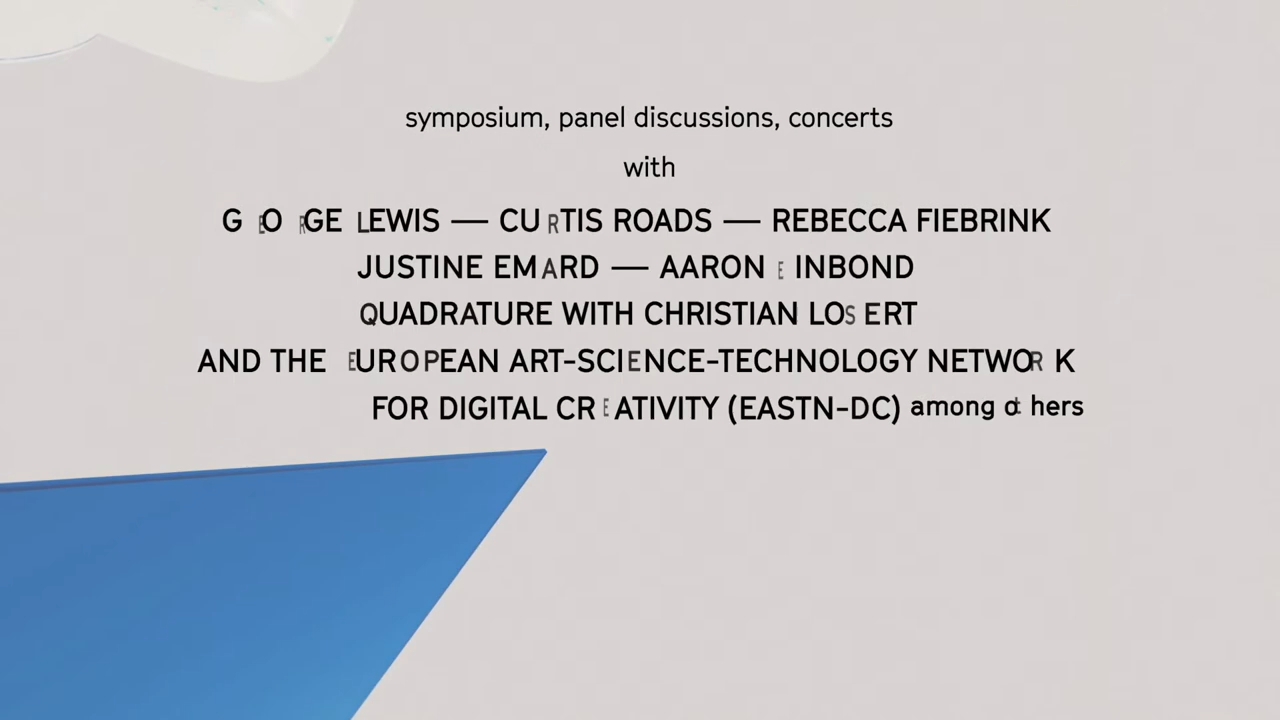 symposium, panel discussions, concerts
with
GEORGE LEWIS — CURTIS ROADS — REBECCA FIEBRINK
JUSTINE EMARD — AARON EINBOND
QUADRATURE WITH CHRISTIAN LOSERT
AND THE EUROPEAN ART-SCIENCE-TECHNOLOGY NETWORK
FOR DIGITAL CREATIVITY (EASTN-DC) among others